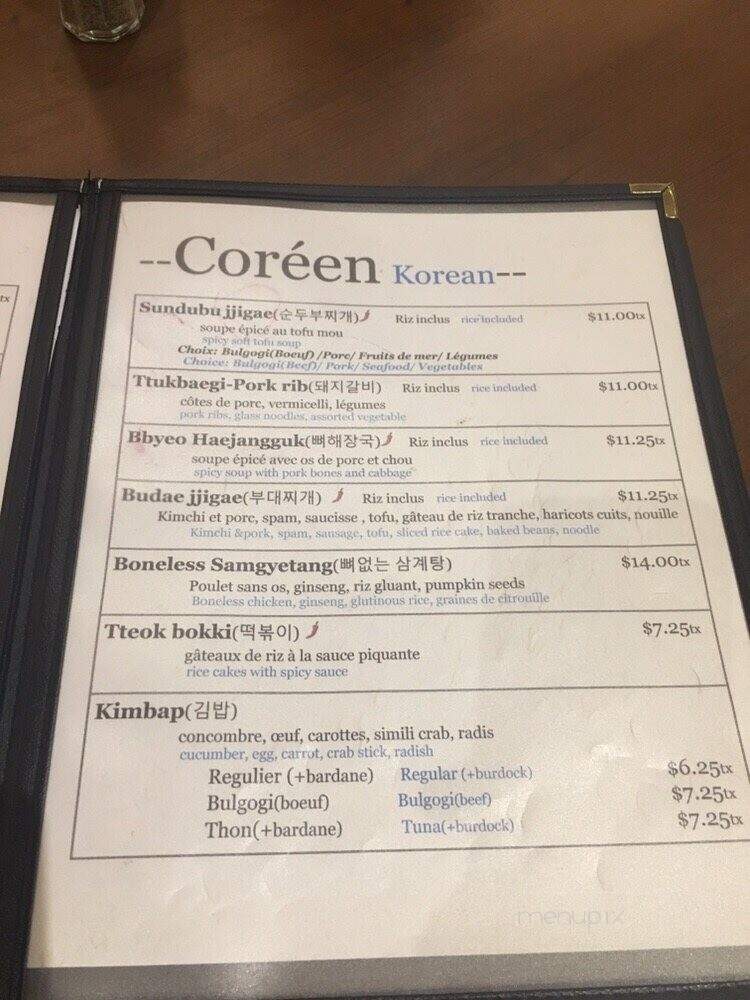 --Coréen Korean--
Sundubu jjigae(순두부찌개) Riz inclus rice included $11.00tx
soupe épicé au tofu mou
spicy soft tofu soup
Choix: Bulgogi(Boeuf) /Porc/ Fruits de mer/ Légumes
Choice: Bulgogi(Beef)/ Pork/ Seafood/ Vegetables
Ttukbaegi-Pork rib(돼지갈비) Riz inclus rice included $11.00tx
côtes de porc, vermicelli, légumes
pork ribs, glass noodles, assorted vegetable
Bbyeo Haejangguk(뼈해장국) Riz inclus rice included $11.25tx
soupe épicé avec os de porc et chou
spicy soup with pork bones and cabbage
Budae jjigae(부대찌개) Riz inclus rice included $11.25tx
Kimchi et porc, spam, saucisse , tofu, gâteau de riz tranche, haricots cuits, nouille
Kimchi &pork, spam, sausage, tofu, sliced rice cake, baked beans, noodle
Boneless Samgyetang(뼈없는 삼계탕) $14.00tx
Poulet sans os, ginseng, riz gluant, pumpkin seeds
Boneless chicken, ginseng, glutinous rice, graines de citrouille
Tteok bokki(떡볶이) $7.25tx
gâteaux de riz à la sauce piquante
rice cakes with spicy sauce
Kimbap(김밥)
concombre, œuf, carottes, simili crab, radis
cucumber, egg, carrot, crab stick, radish
Regulier (+bardane) Regular (+burdock) $6.25tx
Bulgogi(boeuf) Bulgogi(beef) $7.25tx
Thon(+bardane) Tuna(+burdock) $7.25tx
menupix
tx